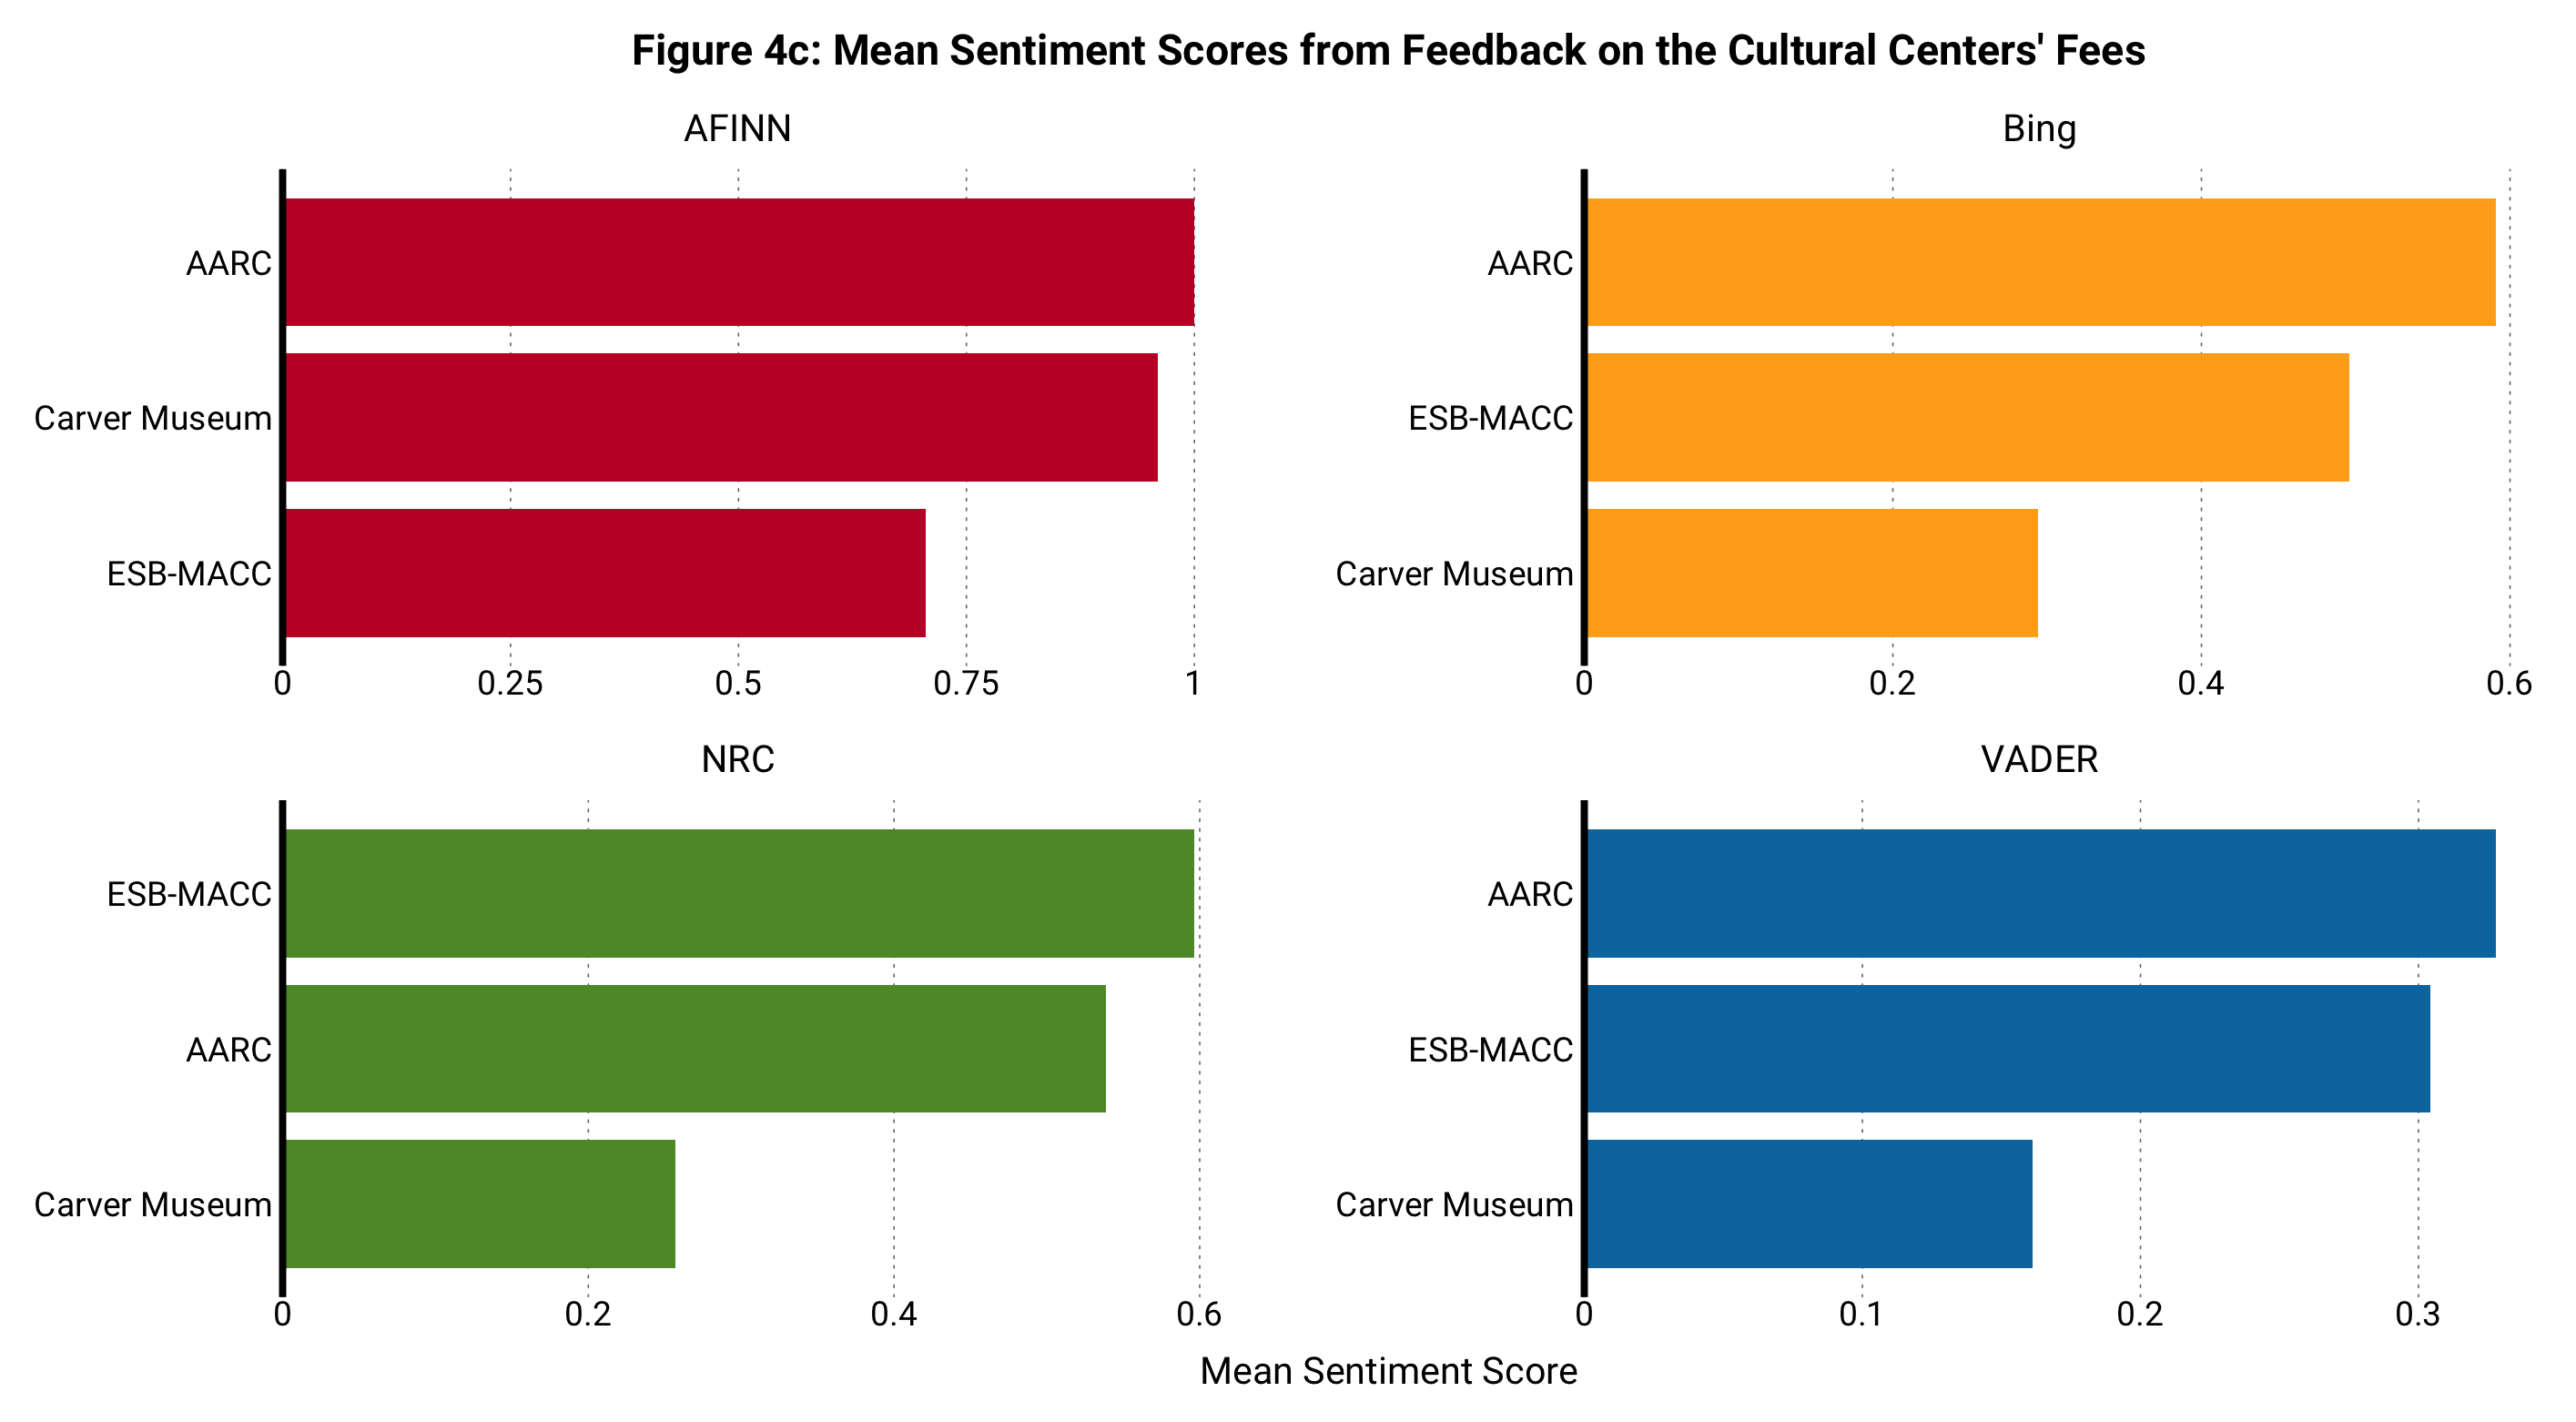 Figure 4c: Mean Sentiment Scores from Feedback on the Cultural Centers' Fees
AFINN
AARC
Carver Museum
ESB-MACC
0 0.25 0.5 0.75 1
Bing
AARC
ESB-MACC
Carver Museum
0 0.2 0.4 0.6
NRC
ESB-MACC
AARC
Carver Museum
0 0.2 0.4 0.6
VADER
AARC
ESB-MACC
Carver Museum
0 0.1 0.2 0.3
Mean Sentiment Score